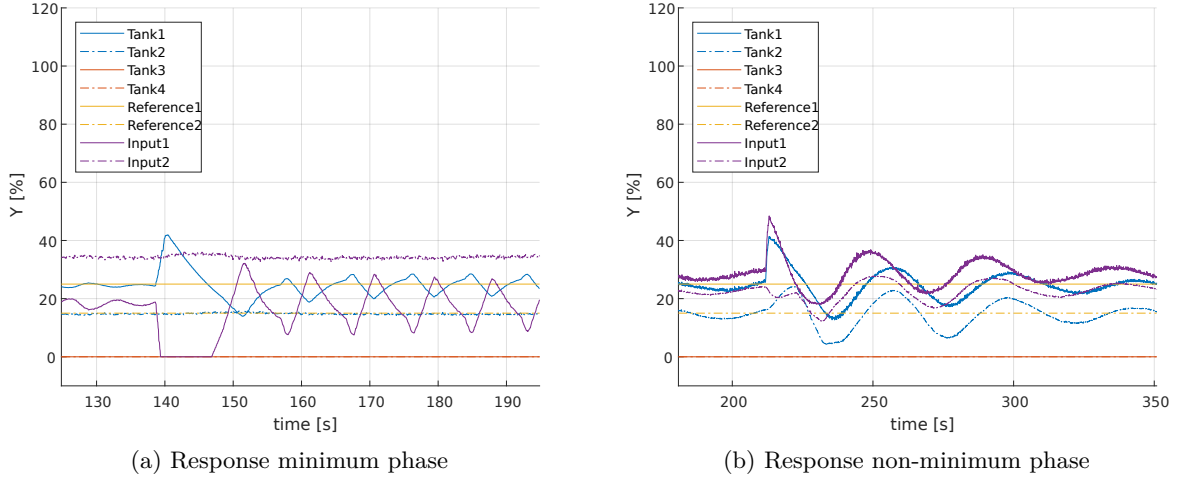 120
100
80
60
40
20
0
Y [%]
Tank1
Tank2
Tank3
Tank4
Reference1
Reference2
Input1
Input2
130 140 150 160 170 180 190
time [s]
(a) Response minimum phase
120
100
80
60
40
20
0
Y [%]
Tank1
Tank2
Tank3
Tank4
Reference1
Reference2
Input1
Input2
200 250 300 350
time [s]
(b) Response non-minimum phase